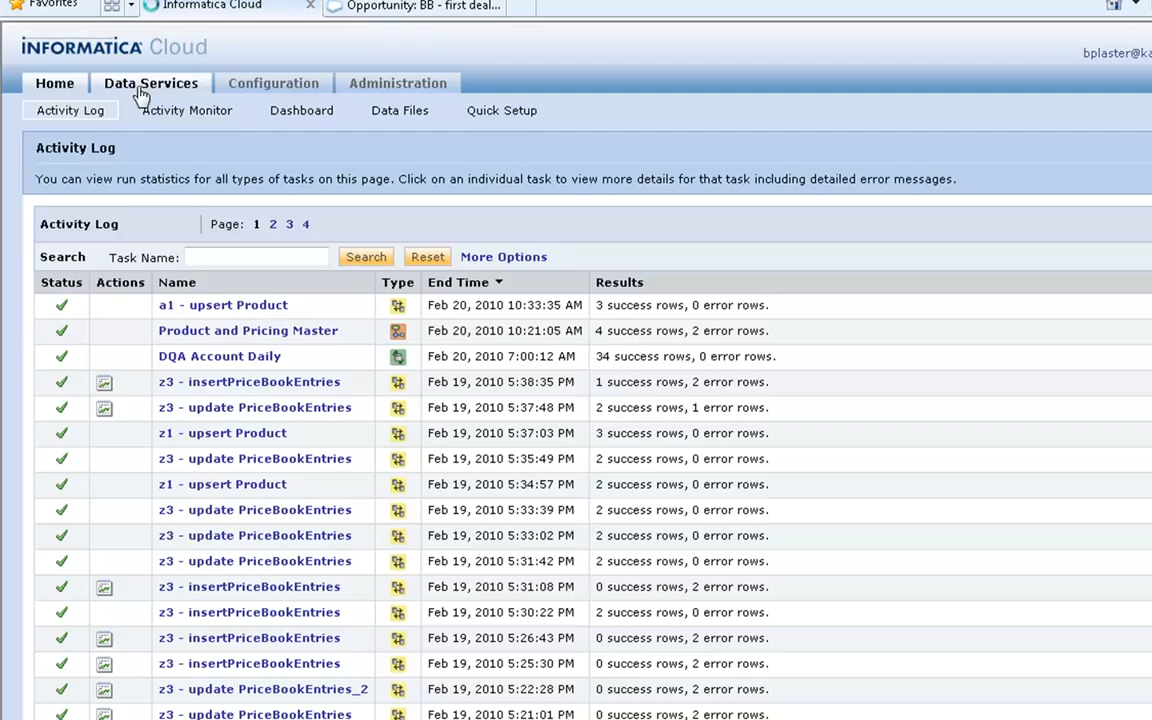 Favorites Informatica Cloud Opportunity: BB - first deal...
INFORMATICA Cloud
bplaster@ka
Home Data Services Configuration Administration
Activity Log Activity Monitor Dashboard Data Files Quick Setup
Activity Log
You can view run statistics for all types of tasks on this page. Click on an individual task to view more details for that task including detailed error messages.
Activity Log Page: 1 2 3 4
Search Task Name: Search Reset More Options
Status Actions Name Type End Time Results
a1 - upsert Product Feb 20, 2010 10:33:35 AM 3 success rows, 0 error rows.
Product and Pricing Master Feb 20, 2010 10:21:05 AM 4 success rows, 2 error rows.
DQA Account Daily Feb 20, 2010 7:00:12 AM 34 success rows, 0 error rows.
z3 - insertPriceBookEntries Feb 19, 2010 5:38:35 PM 1 success rows, 2 error rows.
z3 - update PriceBookEntries Feb 19, 2010 5:37:48 PM 2 success rows, 1 error rows.
z1 - upsert Product Feb 19, 2010 5:37:03 PM 3 success rows, 0 error rows.
z3 - update PriceBookEntries Feb 19, 2010 5:35:49 PM 2 success rows, 0 error rows.
z1 - upsert Product Feb 19, 2010 5:34:57 PM 2 success rows, 0 error rows.
z3 - update PriceBookEntries Feb 19, 2010 5:33:39 PM 2 success rows, 0 error rows.
z3 - update PriceBookEntries Feb 19, 2010 5:33:02 PM 2 success rows, 0 error rows.
z3 - update PriceBookEntries Feb 19, 2010 5:31:42 PM 2 success rows, 0 error rows.
z3 - insertPriceBookEntries Feb 19, 2010 5:31:08 PM 0 success rows, 2 error rows.
z3 - insertPriceBookEntries Feb 19, 2010 5:30:22 PM 2 success rows, 0 error rows.
z3 - insertPriceBookEntries Feb 19, 2010 5:26:43 PM 0 success rows, 2 error rows.
z3 - insertPriceBookEntries Feb 19, 2010 5:25:30 PM 0 success rows, 2 error rows.
z3 - update PriceBookEntries_2 Feb 19, 2010 5:22:28 PM 0 success rows, 2 error rows.
z3 - update PriceBookEntries Feb 19, 2010 5:21:01 PM 0 success rows, 2 error rows.